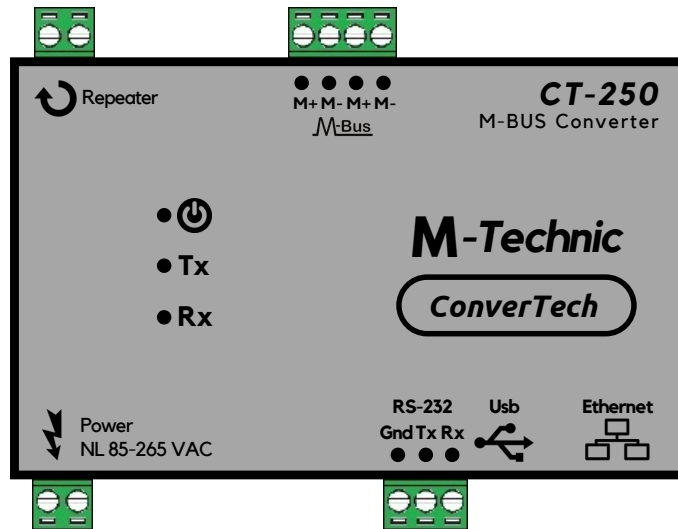 Repeater
M+ M- M+ M-
M-Bus
CT-250
M-BUS Converter
Tx
Rx
M-Technic
ConverTech
Power
NL 85-265 VAC
RS-232
Gnd Tx Rx
Usb
Ethernet